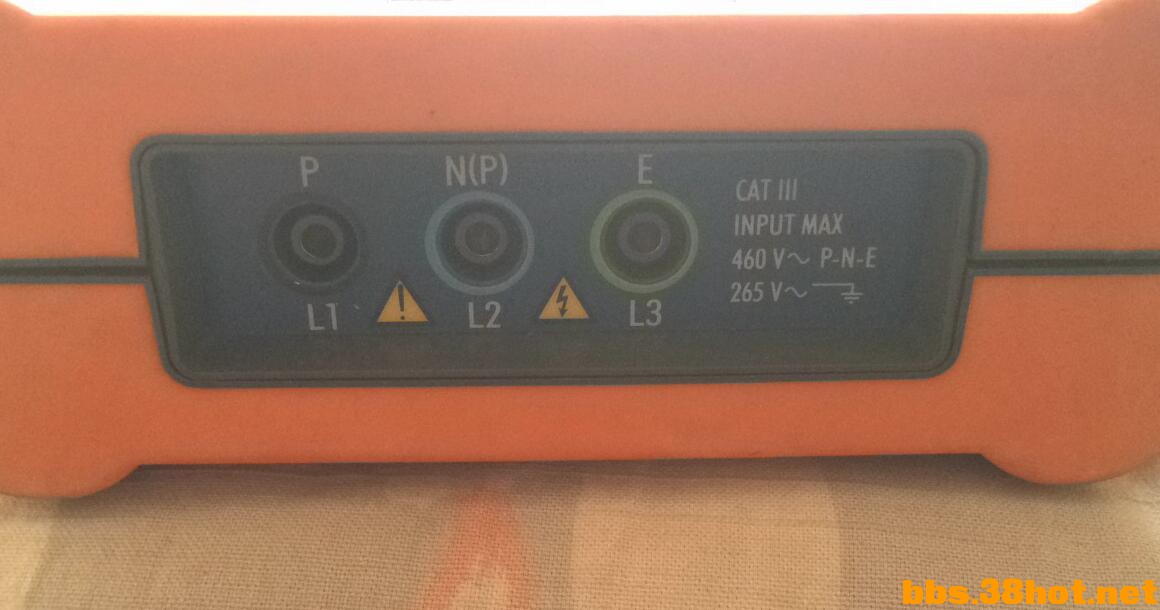 P N(P) E
CAT III
INPUT MAX
460 V~ P-N-E
265 V~ ⏚
L1 L2 L3
bbs.38hot.net